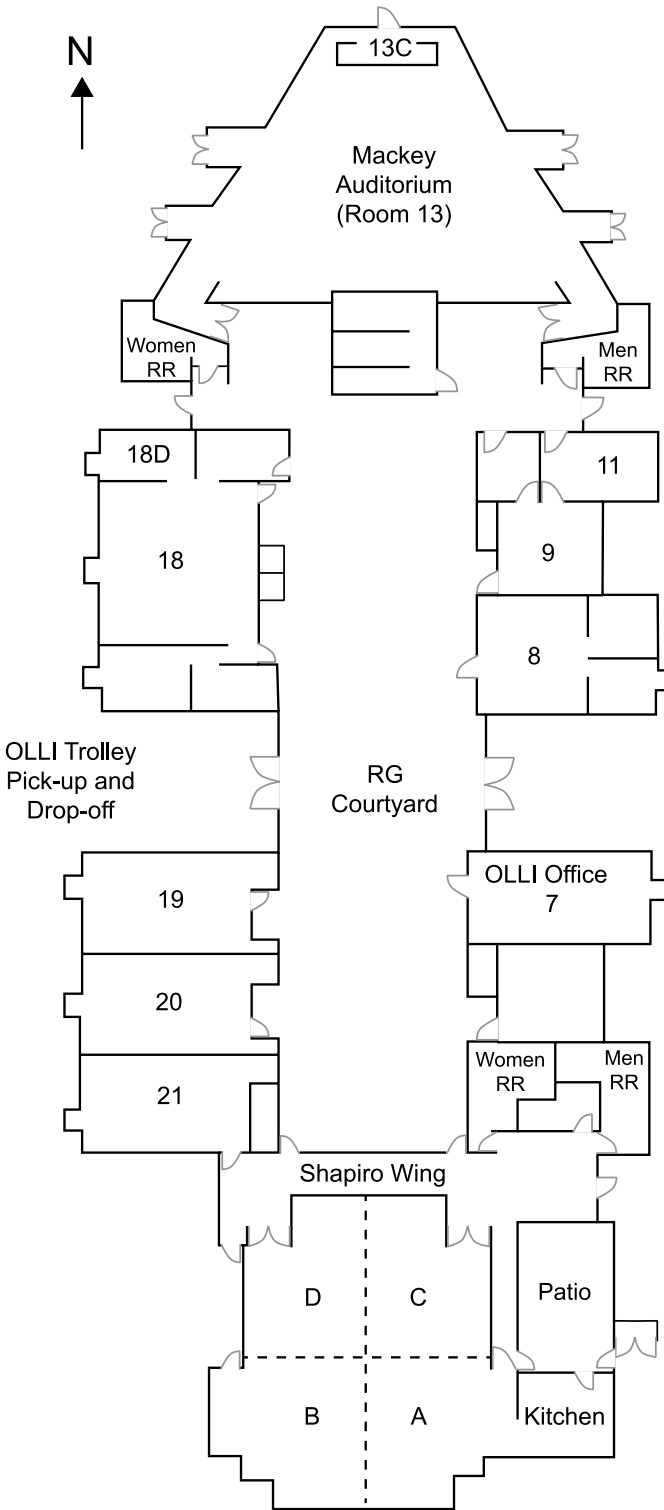 N
13C
Mackey
Auditorium
(Room 13)
Women
RR
Men
RR
18D
11
18
9
8
OLLI Trolley
Pick-up and
Drop-off
RG
Courtyard
19
OLLI Office
7
20
21
Women
RR
Men
RR
Shapiro Wing
D
C
Patio
B
A
Kitchen